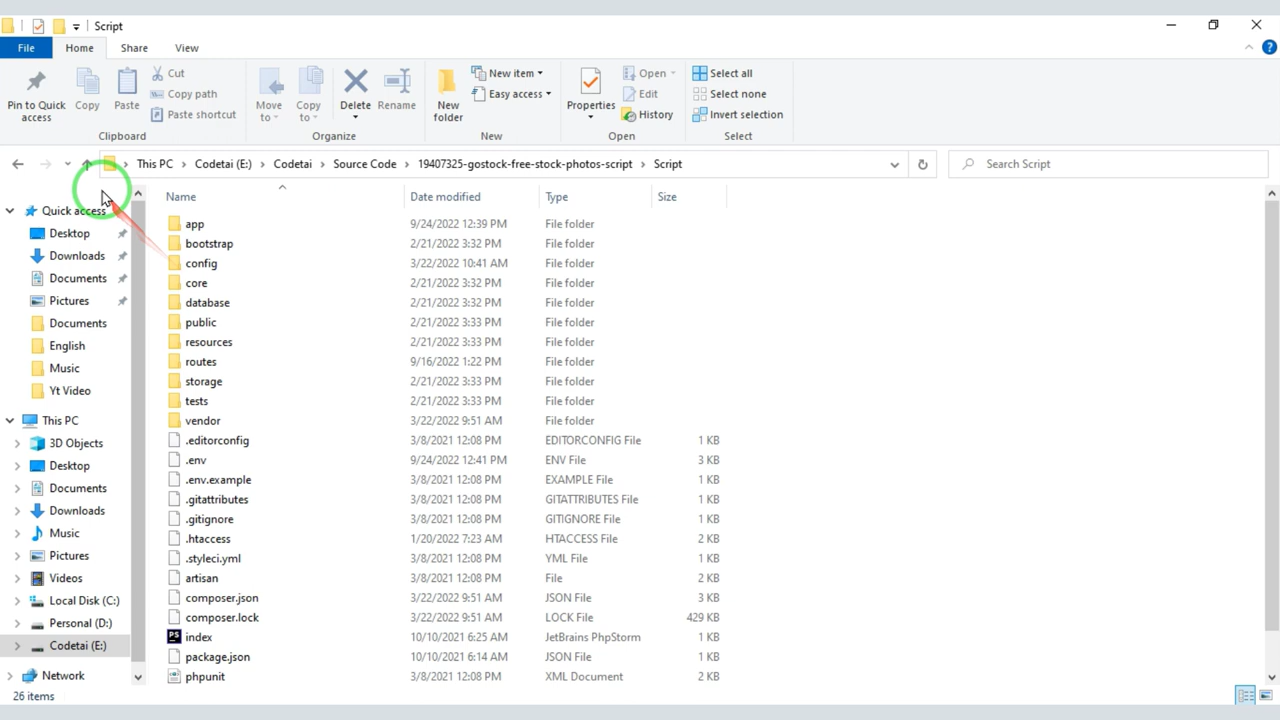 Script
File Home Share View
Pin to Quick access
Copy
Paste
Cut
Copy path
Paste shortcut
Clipboard
Move to
Copy to
Delete
Rename
Organize
New folder
New item
Easy access
New
Properties
Open
Edit
History
Open
Select all
Select none
Invert selection
Select
This PC Codetai (E:) Codetai Source Code 19407325-gostock-free-stock-photos-script Script
Search Script
Quick access
Desktop
Downloads
Documents
Pictures
Documents
English
Music
Yt Video
This PC
3D Objects
Desktop
Documents
Downloads
Music
Pictures
Videos
Local Disk (C:)
Personal (D:)
Codetai (E:)
Network
Name Date modified Type Size
app 9/24/2022 12:39 PM File folder
bootstrap 2/21/2022 3:32 PM File folder
config 3/22/2022 10:41 AM File folder
core 2/21/2022 3:32 PM File folder
database 2/21/2022 3:32 PM File folder
public 2/21/2022 3:33 PM File folder
resources 2/21/2022 3:33 PM File folder
routes 9/16/2022 1:22 PM File folder
storage 2/21/2022 3:33 PM File folder
tests 2/21/2022 3:33 PM File folder
vendor 3/22/2022 9:51 AM File folder
.editorconfig 3/8/2021 12:08 PM EDITORCONFIG File 1 KB
.env 9/24/2022 12:41 PM ENV File 3 KB
.env.example 3/8/2021 12:08 PM EXAMPLE File 1 KB
.gitattributes 3/8/2021 12:08 PM GITATTRIBUTES File 1 KB
.gitignore 3/8/2021 12:08 PM GITIGNORE File 1 KB
.htaccess 1/20/2022 7:23 AM HTACCESS File 2 KB
.styleci.yml 3/8/2021 12:08 PM YML File 1 KB
artisan 3/8/2021 12:08 PM File 2 KB
composer.json 3/22/2022 9:51 AM JSON File 3 KB
composer.lock 3/22/2022 9:51 AM LOCK File 429 KB
PS index 10/10/2021 6:25 AM JetBrains PhpStorm 1 KB
package.json 10/10/2021 6:14 AM JSON File 1 KB
phpunit 3/8/2021 12:08 PM XML Document 2 KB
26 items